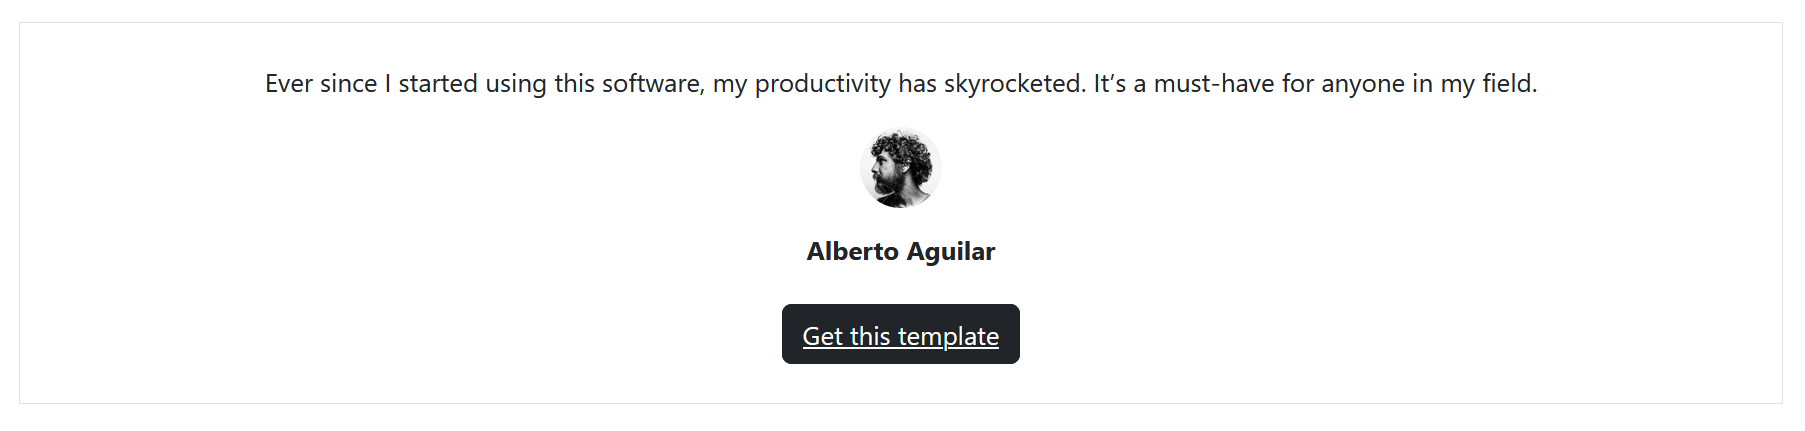 Ever since I started using this software, my productivity has skyrocketed. It’s a must-have for anyone in my field.
Alberto Aguilar
Get this template